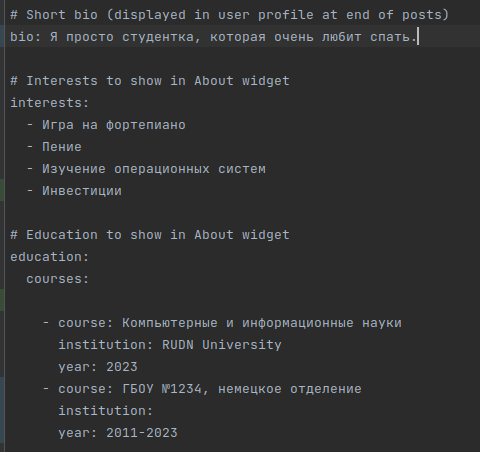 # Short bio (displayed in user profile at end of posts)
bio: Я просто студентка, которая очень любит спать.
# Interests to show in About widget
interests:
- Игра на фортепиано
- Пение
- Изучение операционных систем
- Инвестиции
# Education to show in About widget
education:
courses:
- course: Компьютерные и информационные науки
institution: RUDN University
year: 2023
- course: ГБОУ №1234, немецкое отделение
institution:
year: 2011-2023